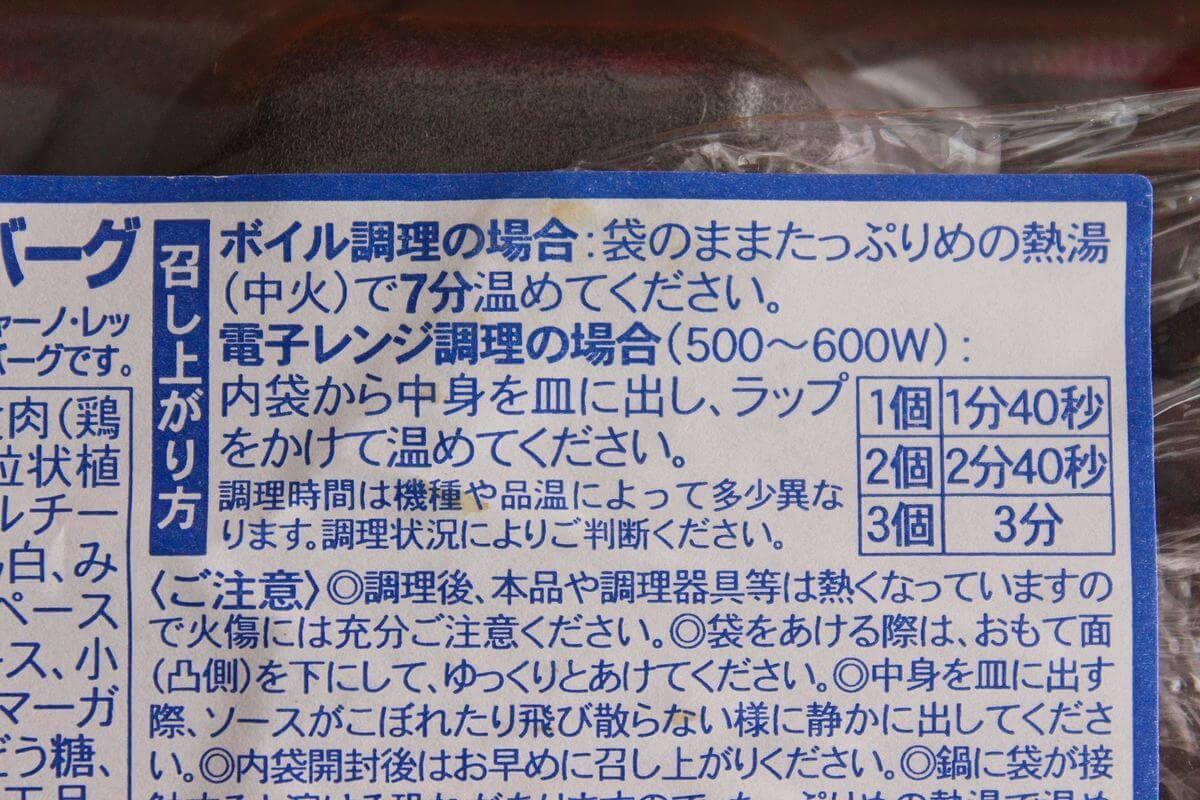 バーグ
ャーノ・レッ
バーグです。
肉(鶏
粒状植
ルチー
白、み
ペース
ース、小
マーガ
どう糖、
召し上がり方
ボイル調理の場合:袋のままたっぷりめの熱湯
(中火)で7分温めてください。
電子レンジ調理の場合(500〜600W):
内袋から中身を皿に出し、ラップ
をかけて温めてください。
調理時間は機種や品温によって多少異な
ります。調理状況によりご判断ください。
1個 1分40秒
2個 2分40秒
3個 3分
〈ご注意〉◎調理後、本品や調理器具等は熱くなっていますの
で火傷には充分ご注意ください。◎袋をあける際は、おもて面
(凸側)を下にして、ゆっくりとあけてください。◎中身を皿に出す
際、ソースがこぼれたり飛び散らない様に静かに出してくださ
い。◎内袋開封後はお早めに召し上がりください。◎鍋に袋が接